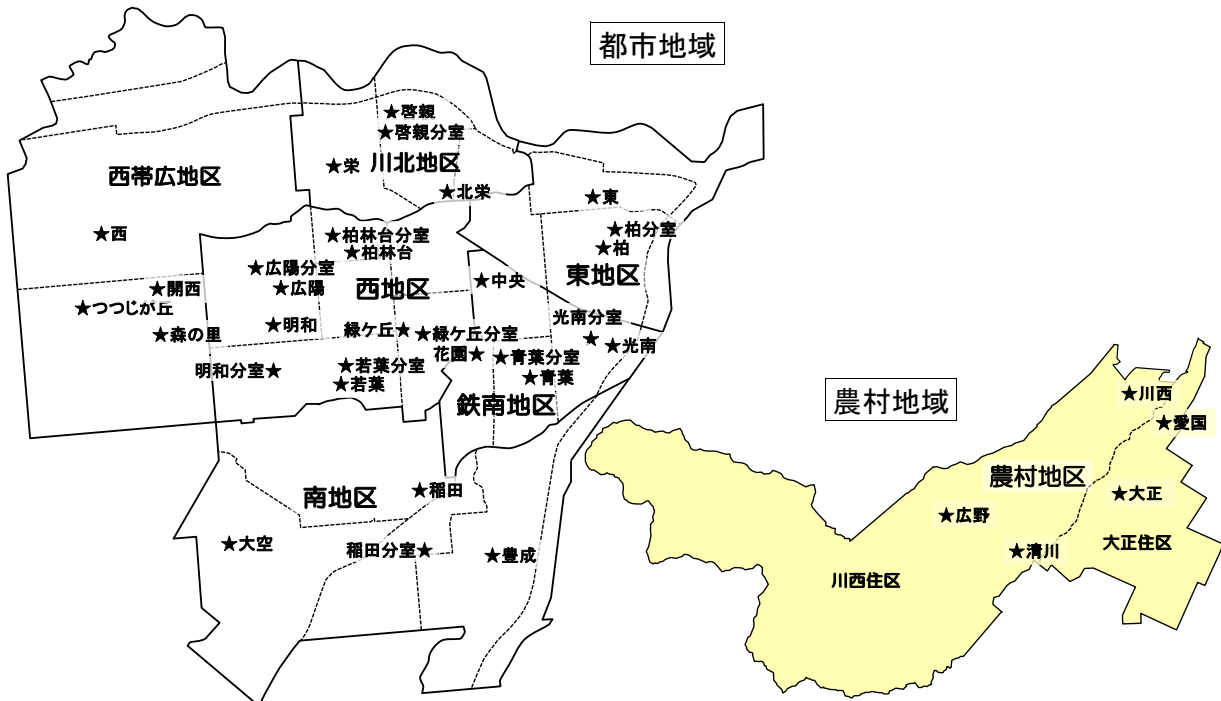 都市地域
★啓親
★啓親分室
★栄
川北地区
西帯広地区
★北栄
★東
★西
★柏林台分室
★柏林台
★柏分室
★柏
★広陽分室
★広陽
西地区
★中央
東地区
★開西
★つつじが丘
★森の里
★明和
緑ケ丘★
★緑ケ丘分室
花園★
光南分室
★
★光南
★青葉分室
★青葉
明和分室★
★若葉分室
★若葉
鉄南地区
南地区
★稲田
★大空
稲田分室★
★豊成
農村地域
★川西
★愛国
農村地区
★大正
★広野
★清川
大正住区
川西住区